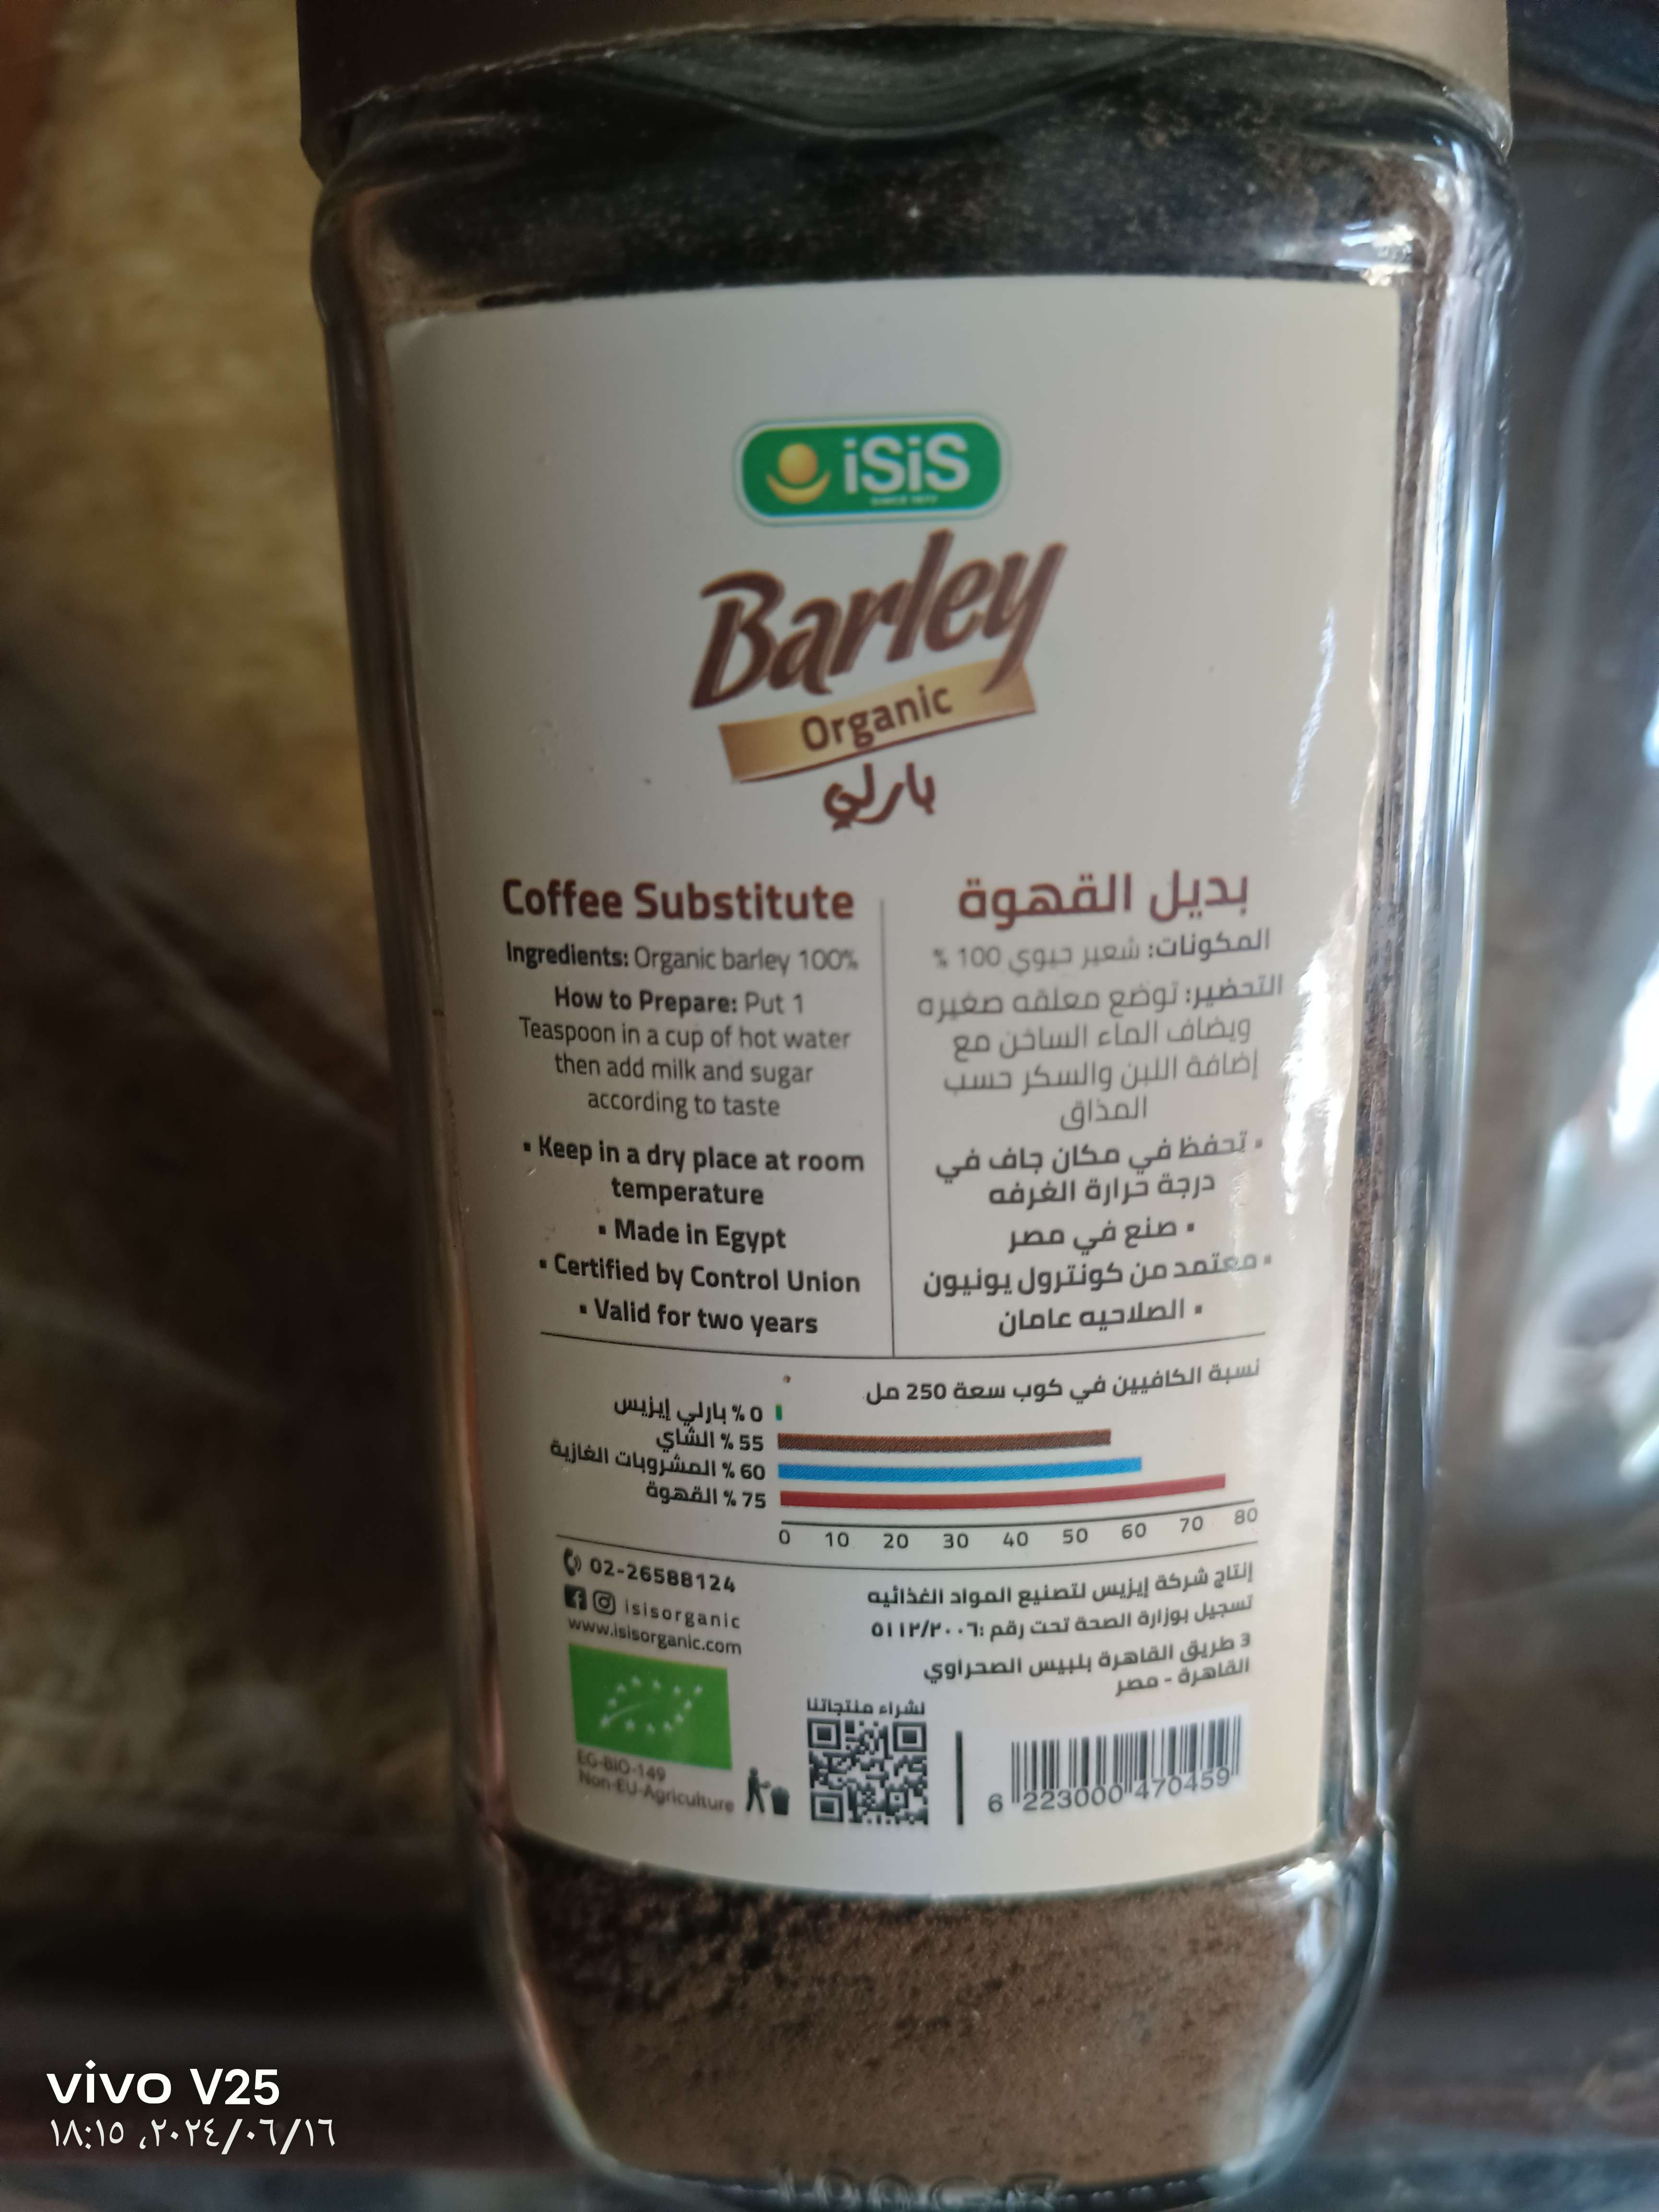 iSiS
Barley
Organic
بارلي
Coffee Substitute
Ingredients: Organic barley 100%
How to Prepare: Put 1
Teaspoon in a cup of hot water
then add milk and sugar
according to taste
▪ Keep in a dry place at room
temperature
▪ Made in Egypt
▪ Certified by Control Union
▪ Valid for two years
بديل القهوة
المكونات: شعير حيوي 100 %
التحضير: توضع معلقه صغيره
ويضاف الماء الساخن مع
إضافة اللبن والسكر حسب
المذاق
▪ تحفظ في مكان جاف في
درجة حرارة الغرفه
▪ صنع في مصر
▪ معتمد من كونترول يونيون
▪ الصلاحيه عامان
نسبة الكافيين في كوب سعة 250 مل
0 % بارلي إيزيس
55 % الشاي
60 % المشروبات الغازية
75 % القهوة
0 10 20 30 40 50 60 70 80
02-26588124
isisorganic
www.isisorganic.com
إنتاج شركة إيزيس لتصنيع المواد الغذائيه
تسجيل بوزارة الصحة تحت رقم :٥١١٢/٢٠٠٦
3 طريق القاهرة بلبيس الصحراوي
القاهرة - مصر
EG-BIO-149
Non-EU-Agriculture
لشراء منتجاتنا
6 223000 470459
vivo V25
٢٠٢٤/٠٦/١٦، ١٨:١٥